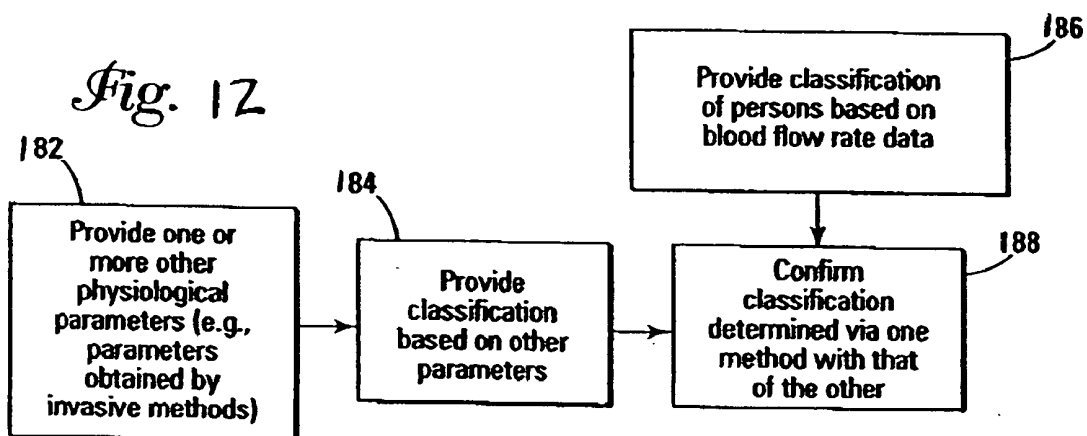 Fig. 12
186
Provide classification
of persons based on
blood flow rate data
182
Provide one or
more other
physiological
parameters (e.g.,
parameters
obtained by
invasive methods)
184
Provide
classification
based on other
parameters
188
Confirm
classification
determined via one
method with that
of the other